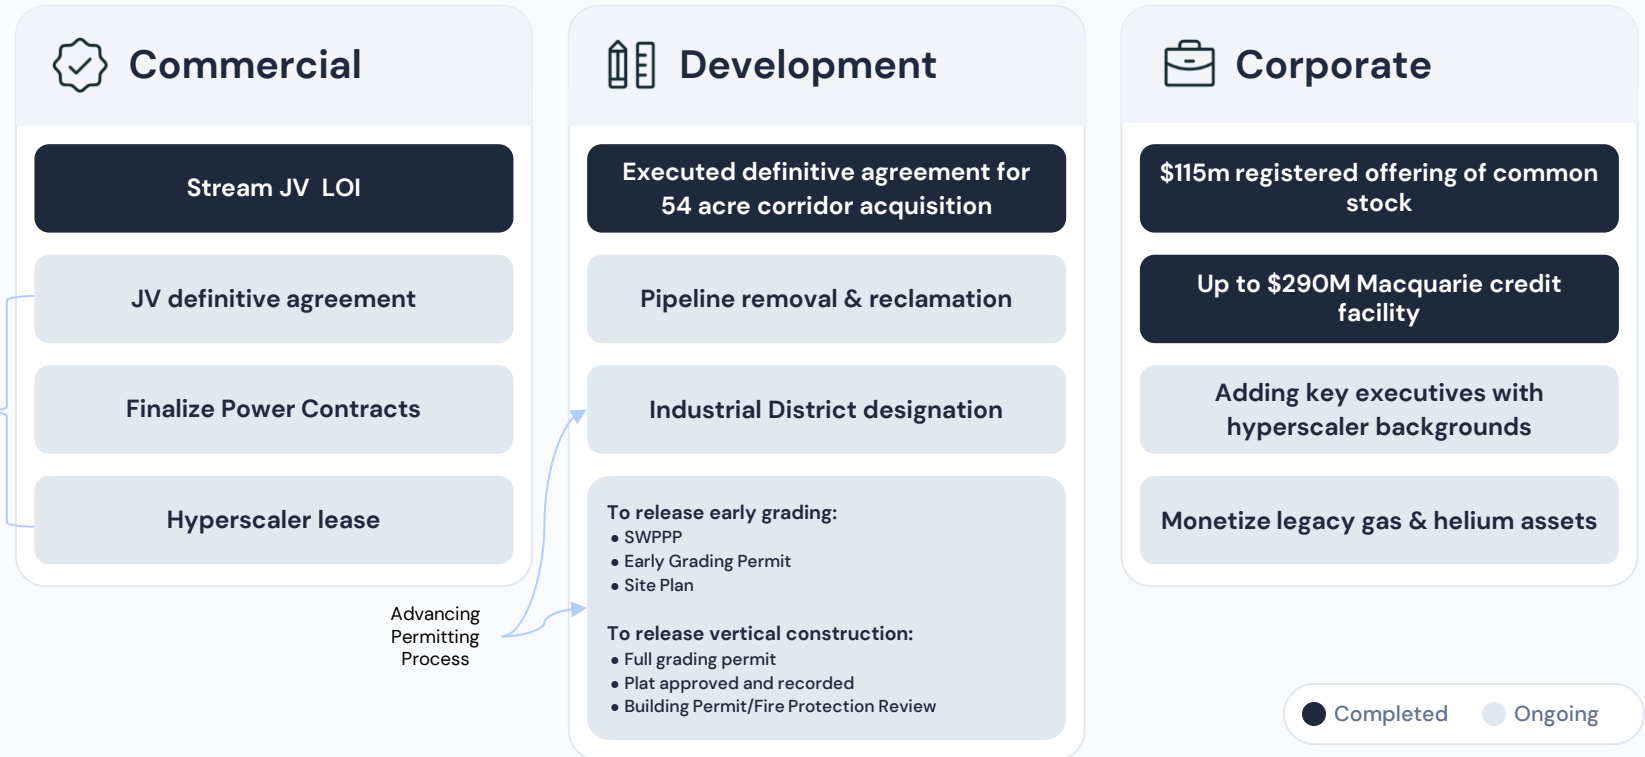 Commercial
Stream JV  LOI
JV definitive agreement
Finalize Power Contracts
Hyperscaler lease
Advancing
Permitting
Process
Development
Executed definitive agreement for
54 acre corridor acquisition
Pipeline removal & reclamation
Industrial District designation
To release early grading:
● SWPPP
● Early Grading Permit
● Site Plan
To release vertical construction:
● Full grading permit
● Plat approved and recorded
● Building Permit/Fire Protection Review
Corporate
$115m registered offering of common
stock
Up to $290M Macquarie credit
facility
Adding key executives with
hyperscaler backgrounds
Monetize legacy gas & helium assets
Completed
Ongoing